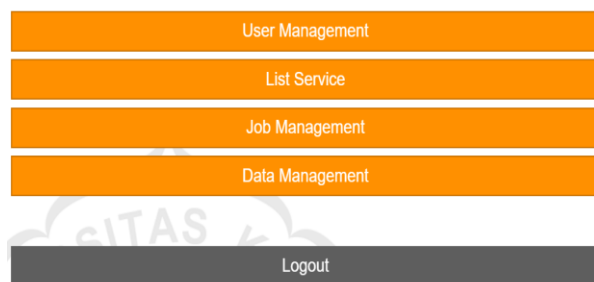 User Management
List Service
Job Management
Data Management
SITAS K
Logout